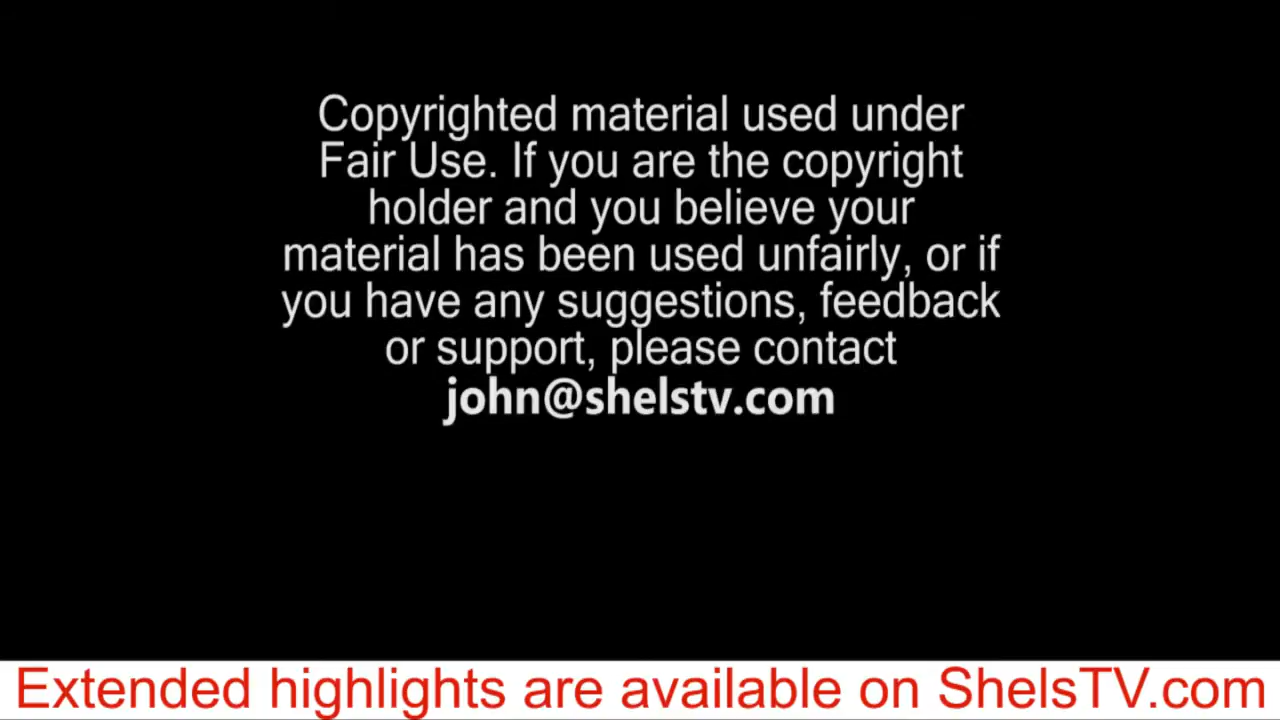 Copyrighted material used under
Fair Use. If you are the copyright
holder and you believe your
material has been used unfairly, or if
you have any suggestions, feedback
or support, please contact
john@shelstv.com
Extended highlights are available on ShelsTV.com